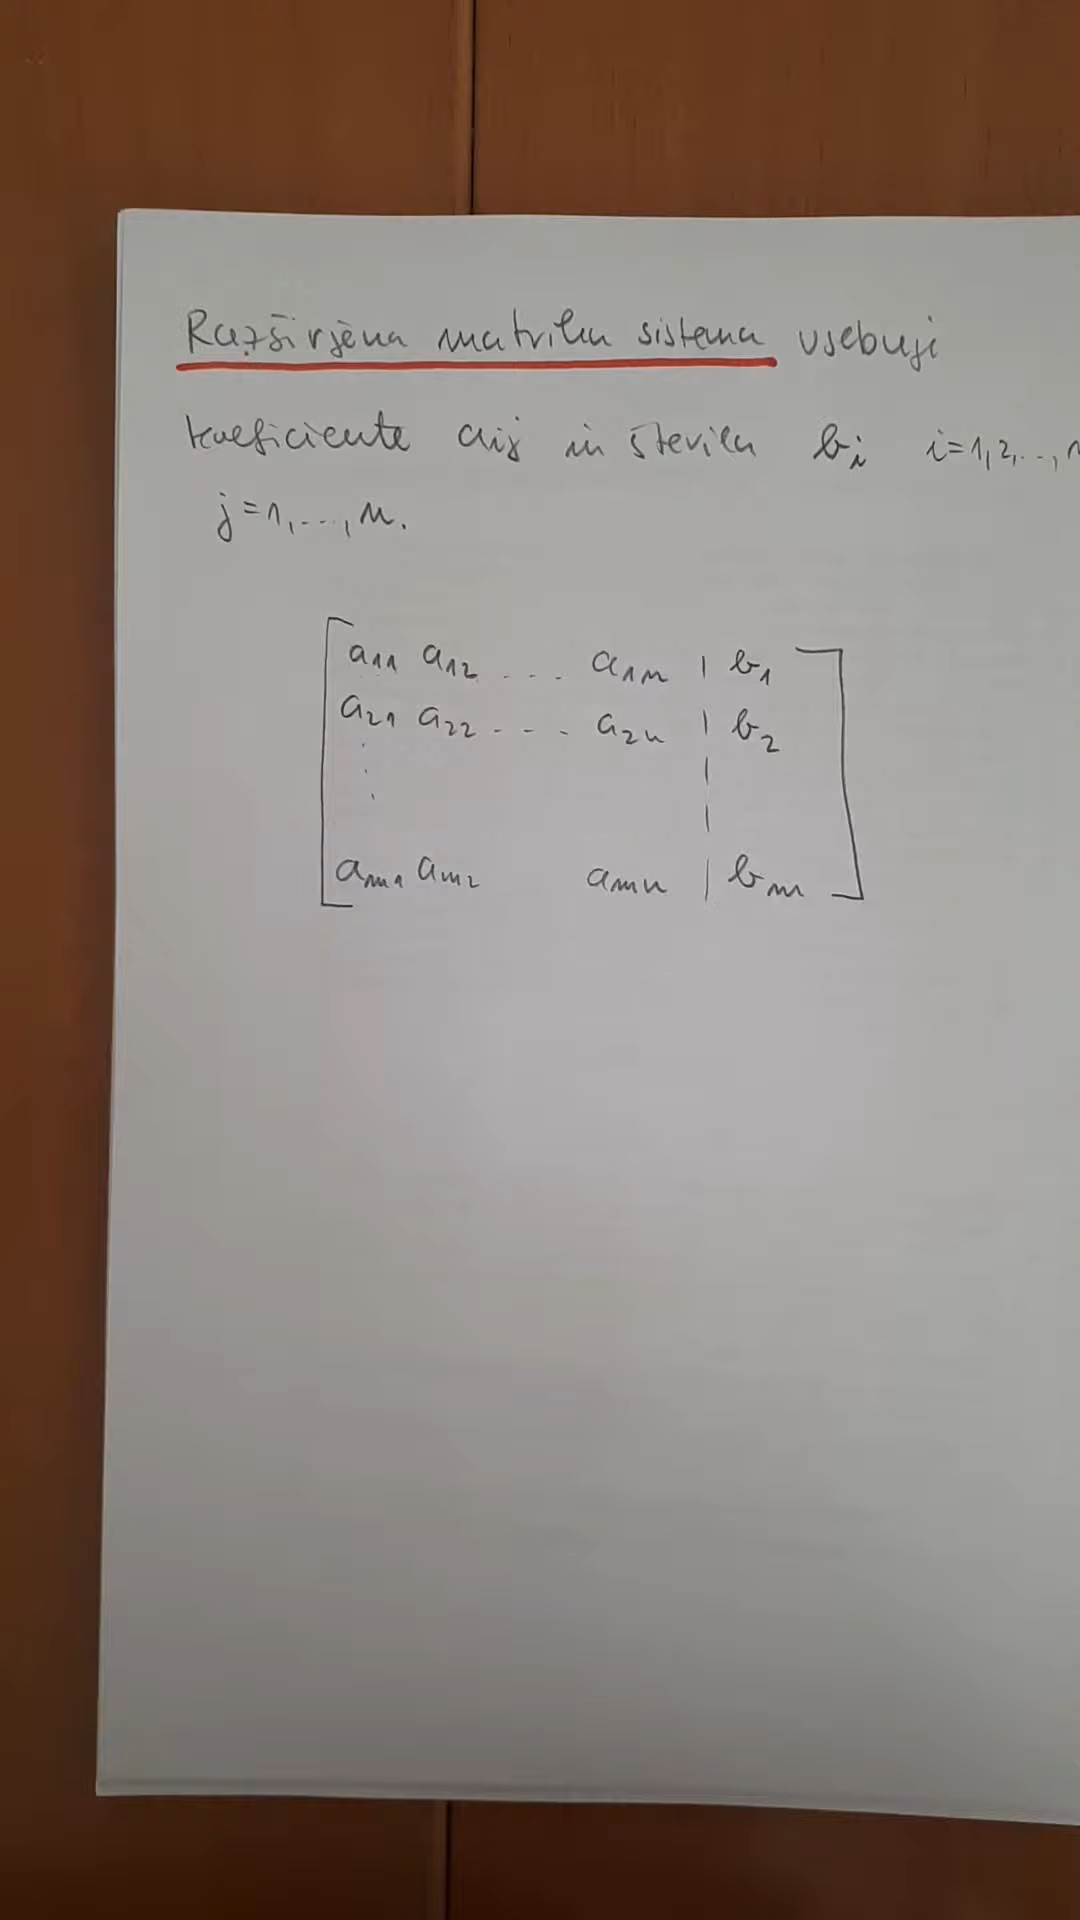 Razširjena matrika sistema vsebuje
koeficiente aij in števila bi i=1,2,...,
j=1,...,n.
a11 a12 ... a1n | b1
a21 a22 ... a2n | b2
am1 am2 amn | bm